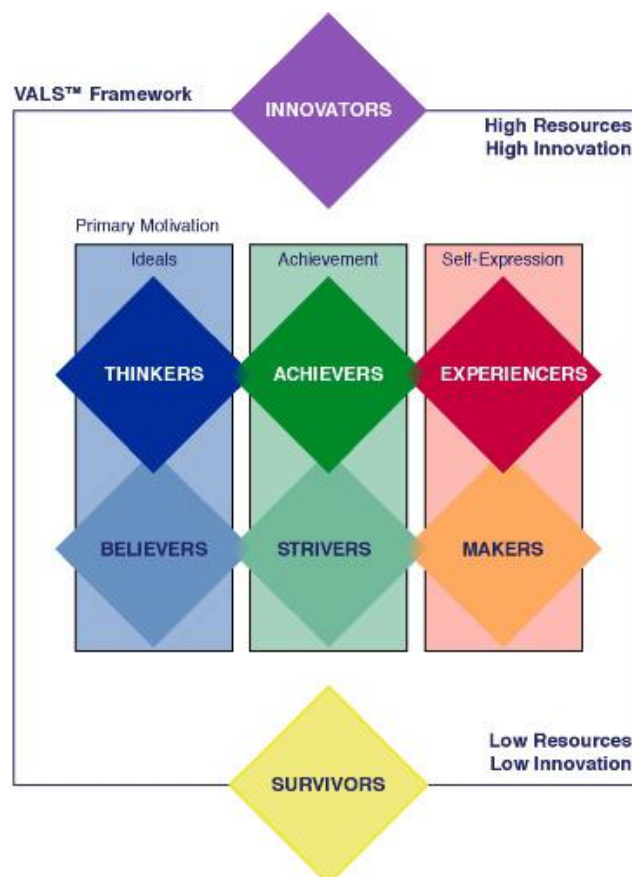 VALS™ Framework
INNOVATORS
High Resources
High Innovation
Primary Motivation
Ideals
Achievement
Self-Expression
THINKERS
ACHIEVERS
EXPERIENCERS
BELIEVERS
STRIVERS
MAKERS
Low Resources
Low Innovation
SURVIVORS